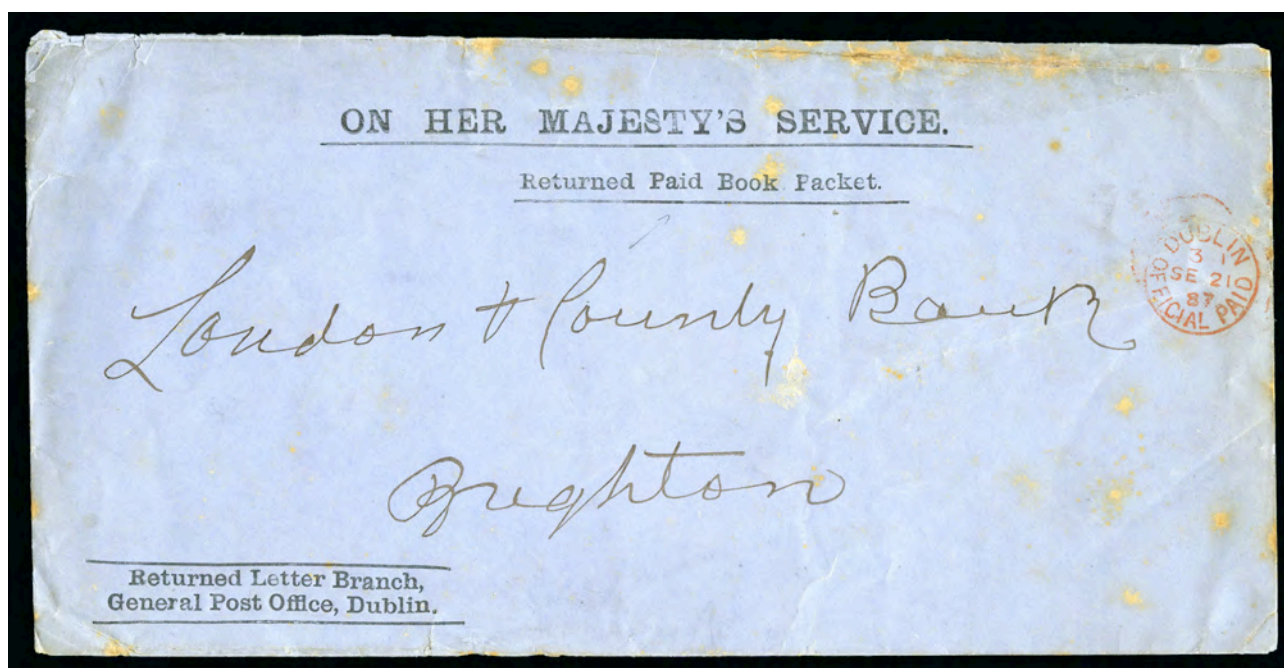 ON HER MAJESTY'S SERVICE.
Returned Paid Book Packet.
DUBLIN
3 1
SE 21
87
OFFICIAL PAID
London & County Bank
Brighton
Returned Letter Branch,
General Post Office, Dublin.